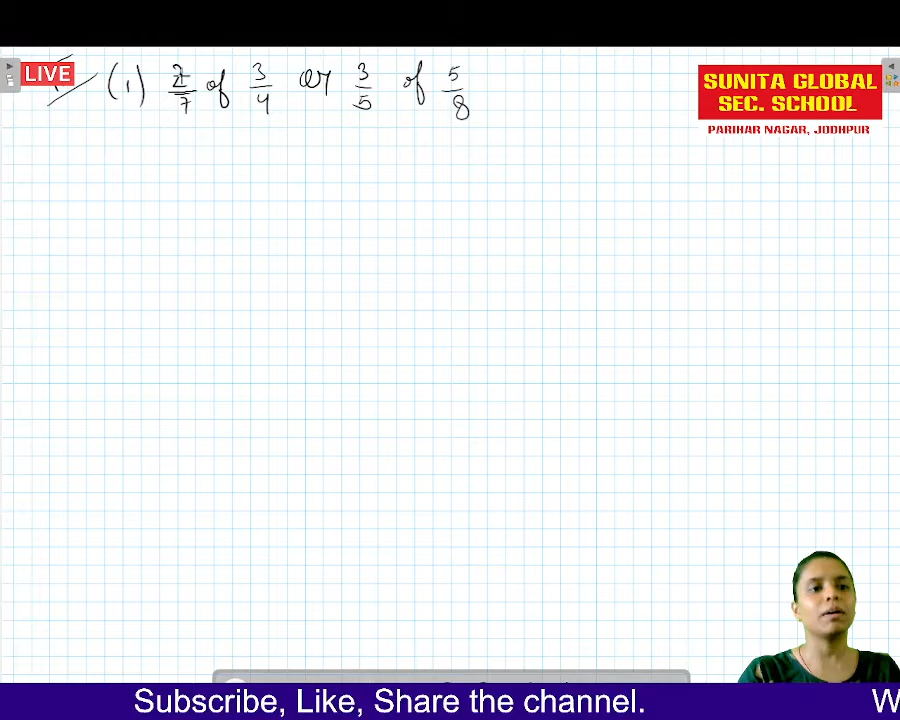 LIVE
(1) 2/7 of 3/4 or 3/5 of 5/8
SUNITA GLOBAL
SEC. SCHOOL
PARIHAR NAGAR, JODHPUR
Subscribe, Like, Share the channel. W